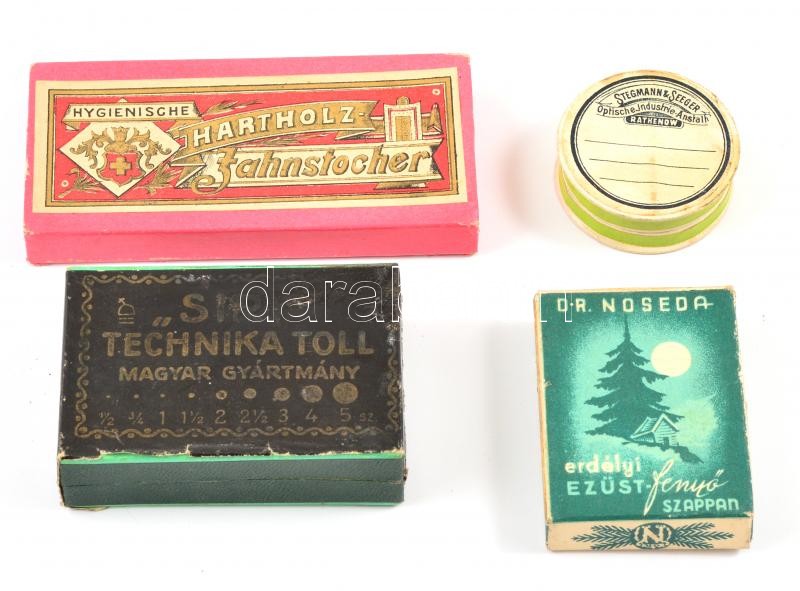 HYGIENISCHE
HARTHOLZ-
Zahnstocher
STEGMANN & SEEGER
Optische Industrie-Anstalt
RATHENOW
TECHNIKA TOLL
MAGYAR GYÁRTMÁNY
½ ¾ 1 1½ 2 2½ 3 4 5 SZ.
DR. NOSEDA
erdélyi
EZÜST-fenyő
SZAPPAN
N